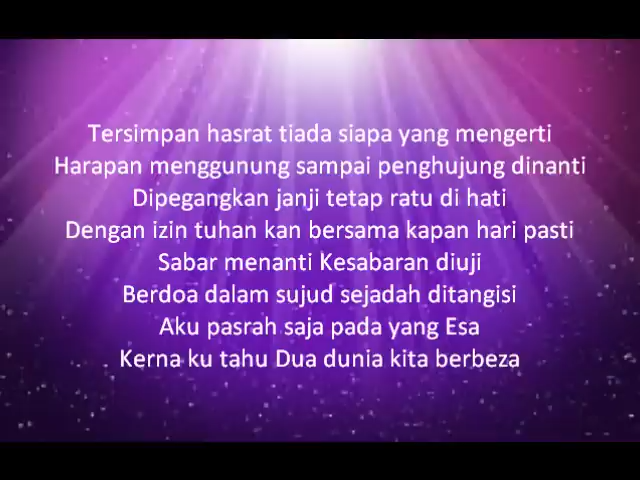 Tersimpan hasrat tiada siapa yang mengerti
Harapan menggunung sampai penghujung dinanti
Dipegangkan janji tetap ratu di hati
Dengan izin tuhan kan bersama kapan hari pasti
Sabar menanti Kesabaran diuji
Berdoa dalam sujud sejadah ditangisi
Aku pasrah saja pada yang Esa
Kerna ku tahu Dua dunia kita berbeza